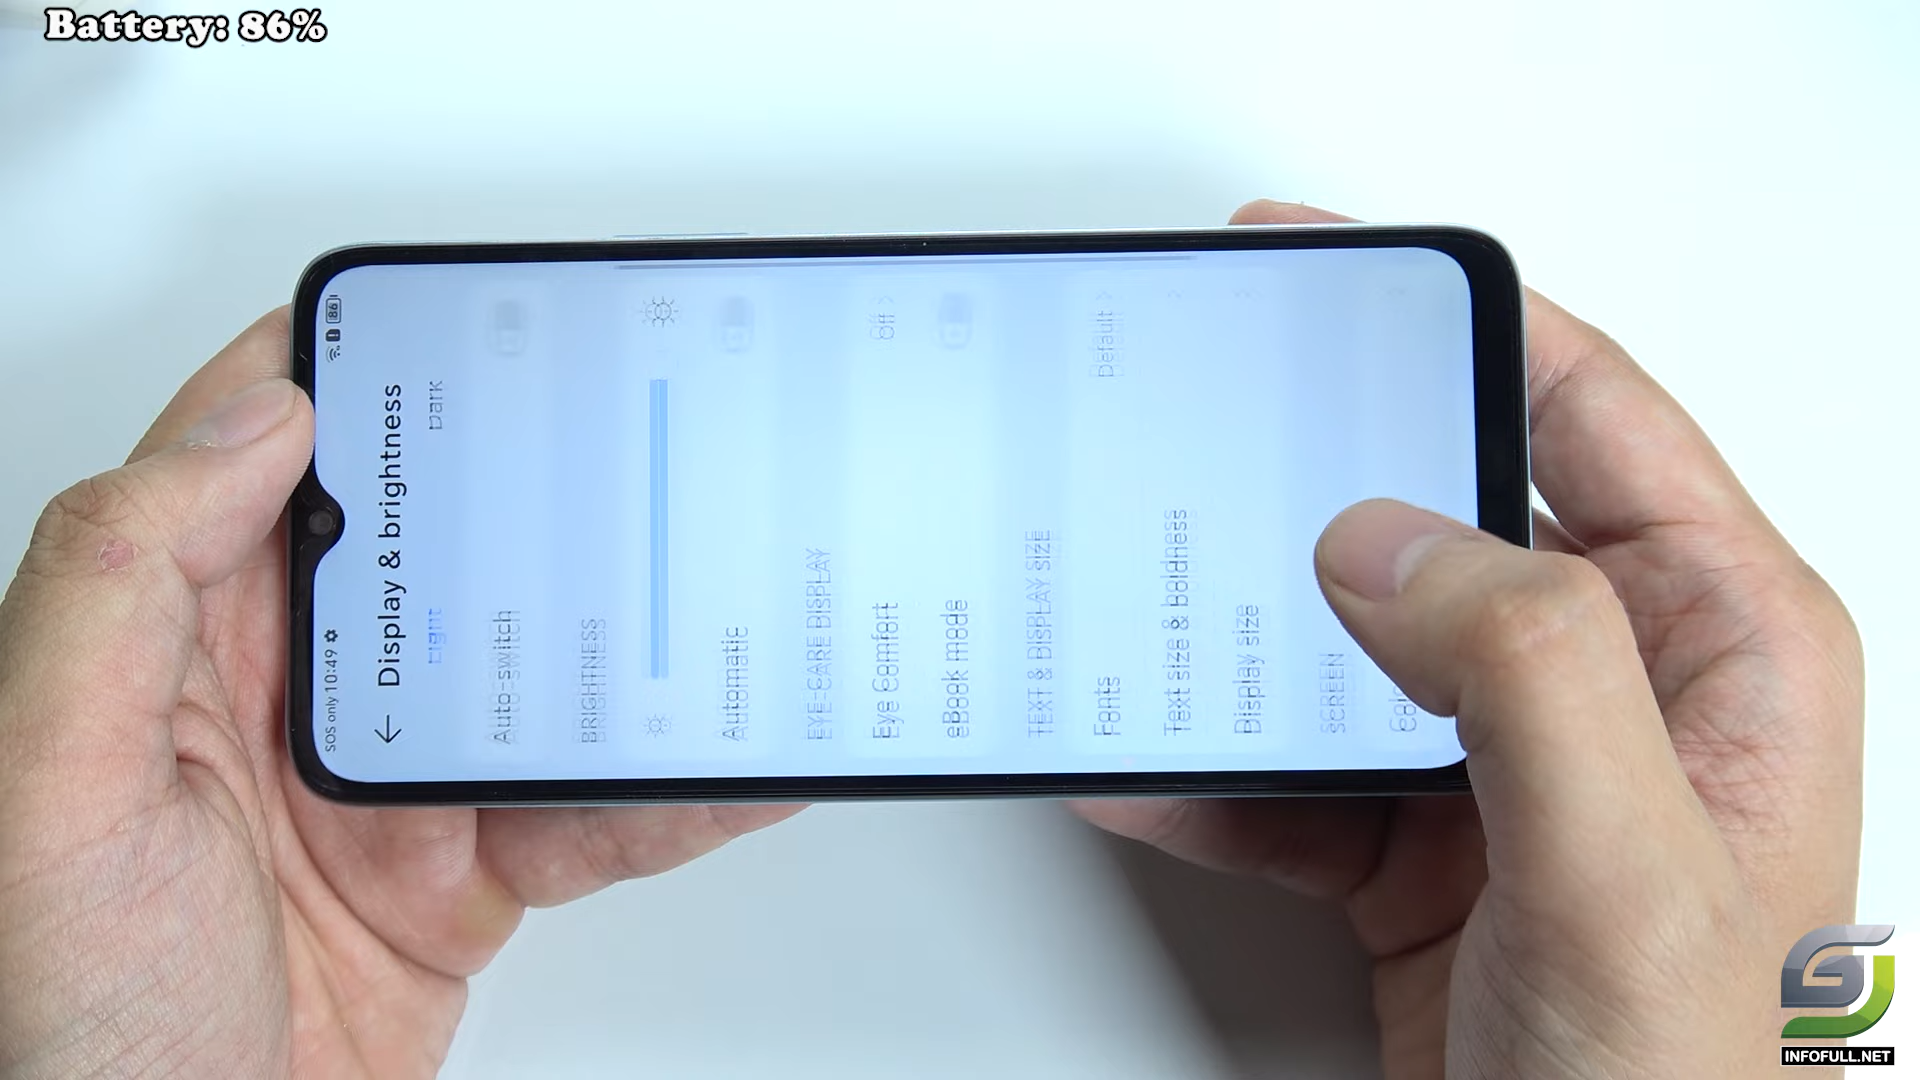 Battery: 86%
SOS only 10:49
86
Display & brightness
Light
Dark
Auto-switch
BRIGHTNESS
Automatic
EYE-CARE DISPLAY
Eye Comfort
Off
eBook mode
TEXT & DISPLAY SIZE
Fonts
Default
Text size & boldness
Display size
SCREEN
INFOFULL.NET